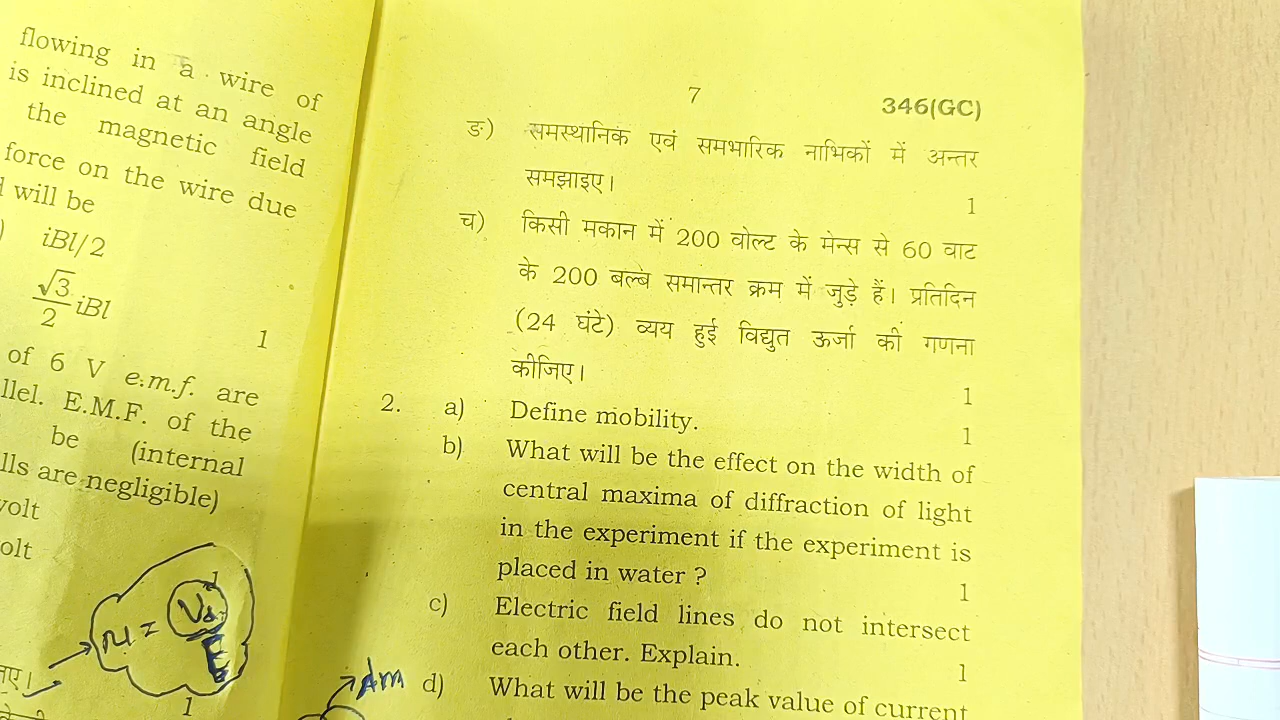 flowing in a wire of
is inclined at an angle
the magnetic field
force on the wire due
will be
iBl/2
√3/2 iBl
1
of 6 V e.m.f. are
llel. E.M.F. of the
be (internal
lls are negligible)
volt
olt
1
μ = Vd
1
7
346(GC)
ङ) समस्थानिक एवं समभारिक नाभिकों में अन्तर
समझाइए।
1
च) किसी मकान में 200 वोल्ट के मेन्स से 60 वाट
के 200 बल्ब समान्तर क्रम में जुड़े हैं। प्रतिदिन
(24 घंटे) व्यय हुई विद्युत ऊर्जा की गणना
कीजिए।
1
2. a) Define mobility.
1
b) What will be the effect on the width of
central maxima of diffraction of light
in the experiment if the experiment is
placed in water ?
1
c) Electric field lines do not intersect
each other. Explain.
1
d) What will be the peak value of current